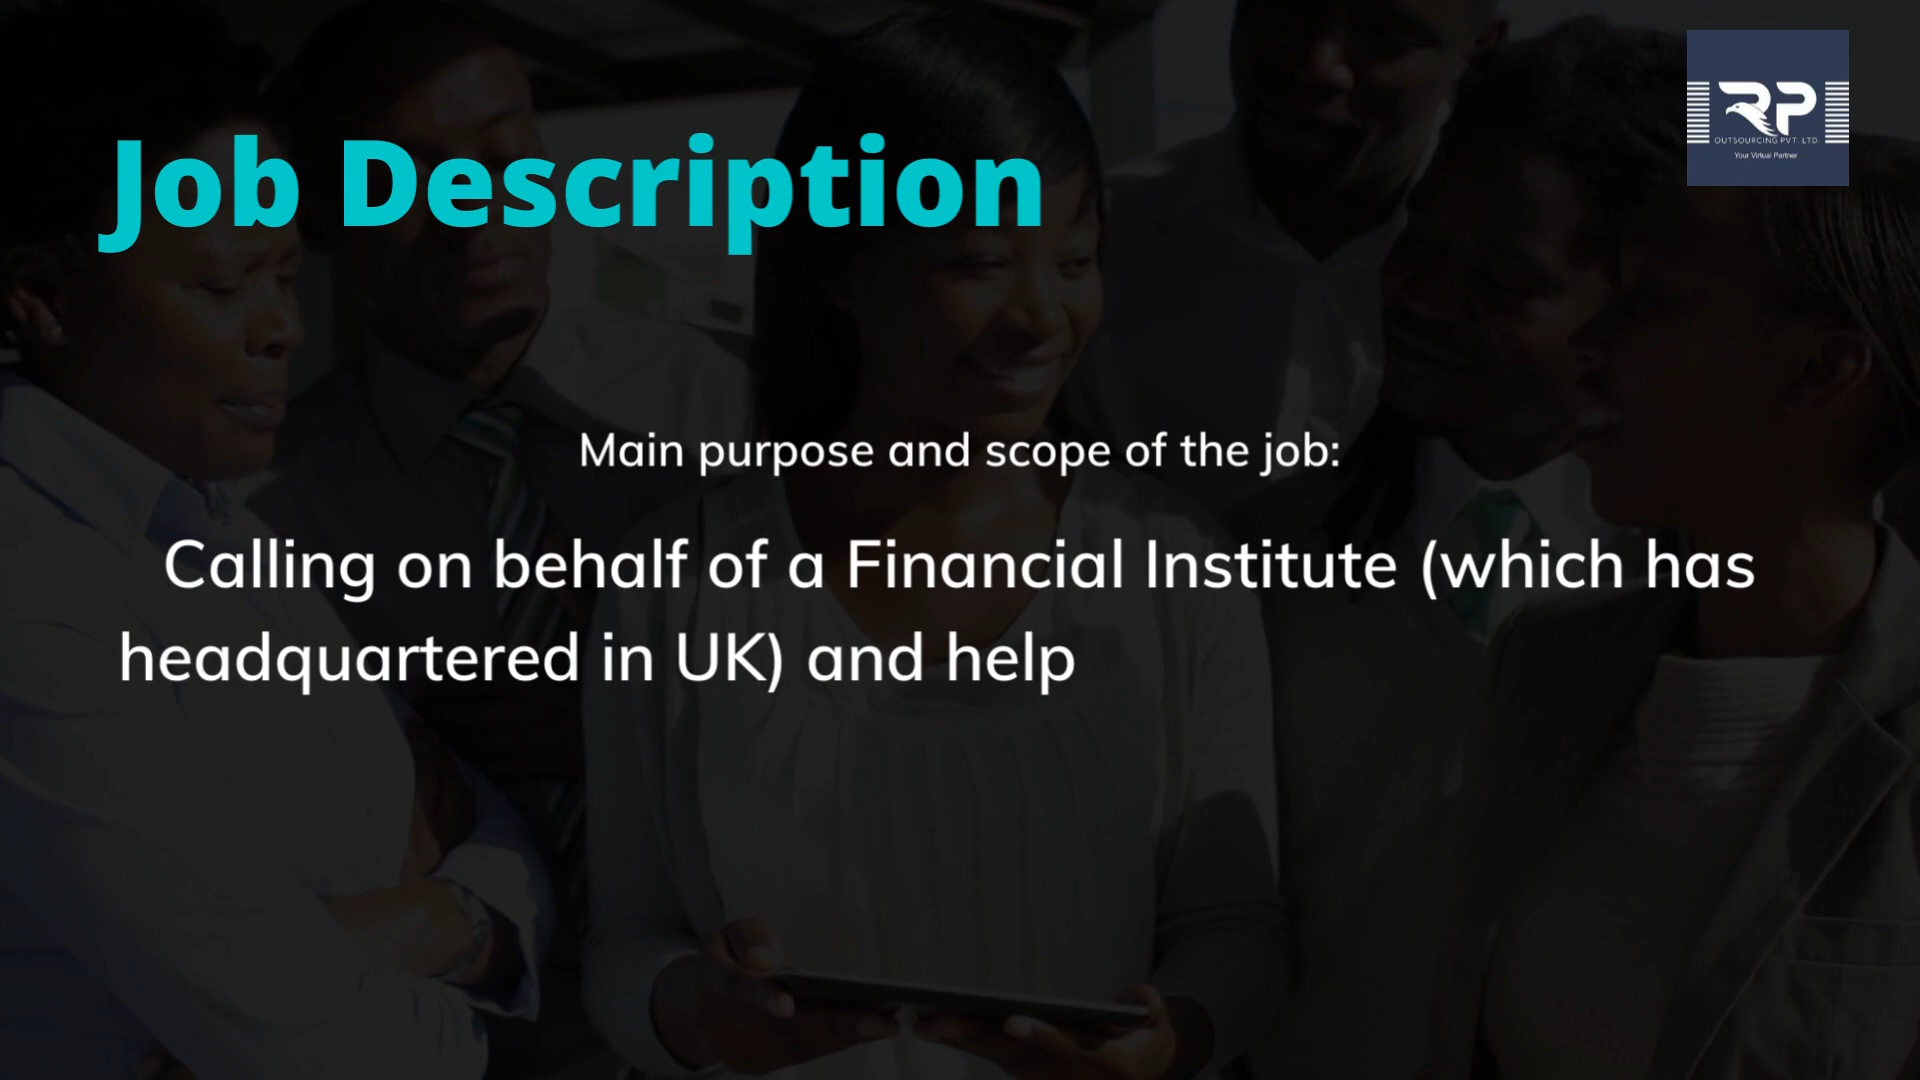 RP
OUTSOURCING PVT. LTD.
Your Virtual Partner
Job Description
Main purpose and scope of the job:
Calling on behalf of a Financial Institute (which has
headquartered in UK) and help